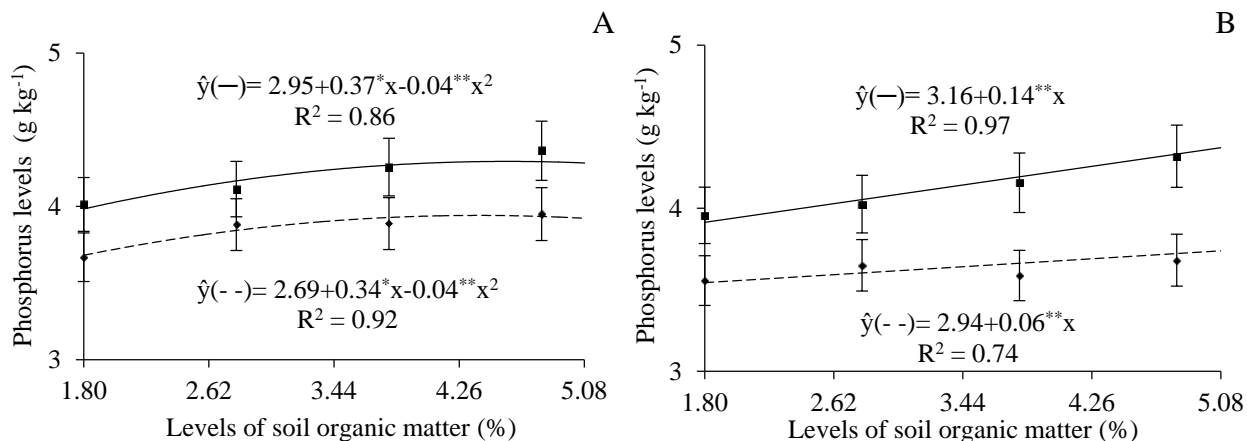 A
Phosphorus levels (g kg⁻¹)
5
4
3
ŷ(─)= 2.95+0.37*x-0.04**x²
R² = 0.86
ŷ(- -)= 2.69+0.34*x-0.04**x²
R² = 0.92
1.80 2.62 3.44 4.26 5.08
Levels of soil organic matter (%)
B
Phosphorus levels (g kg⁻¹)
5
4
3
ŷ(─)= 3.16+0.14**x
R² = 0.97
ŷ(- -)= 2.94+0.06**x
R² = 0.74
1.80 2.62 3.44 4.26 5.08
Levels of soil organic matter (%)